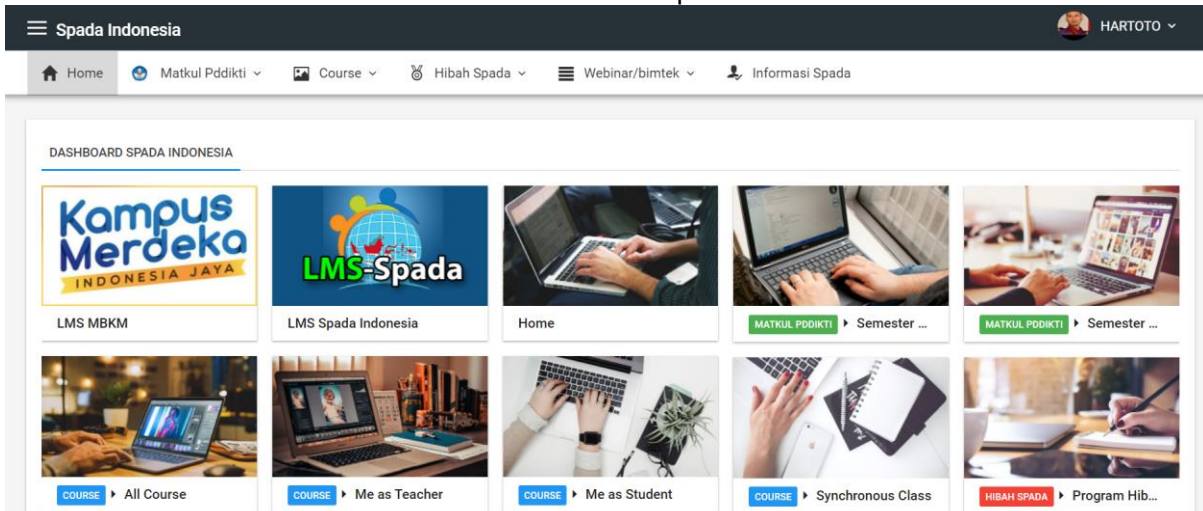 Spada Indonesia
HARTOTO
Home
Matkul Pddikti
Course
Hibah Spada
Webinar/bimtek
Informasi Spada
DASHBOARD SPADA INDONESIA
Kampus
Merdeka
INDONESIA JAYA
LMS-Spada
LMS MBKM
LMS Spada Indonesia
Home
MATKUL PDDIKTI Semester ...
MATKUL PDDIKTI Semester ...
COURSE All Course
COURSE Me as Teacher
COURSE Me as Student
COURSE Synchronous Class
HIBAH SPADA Program Hib...